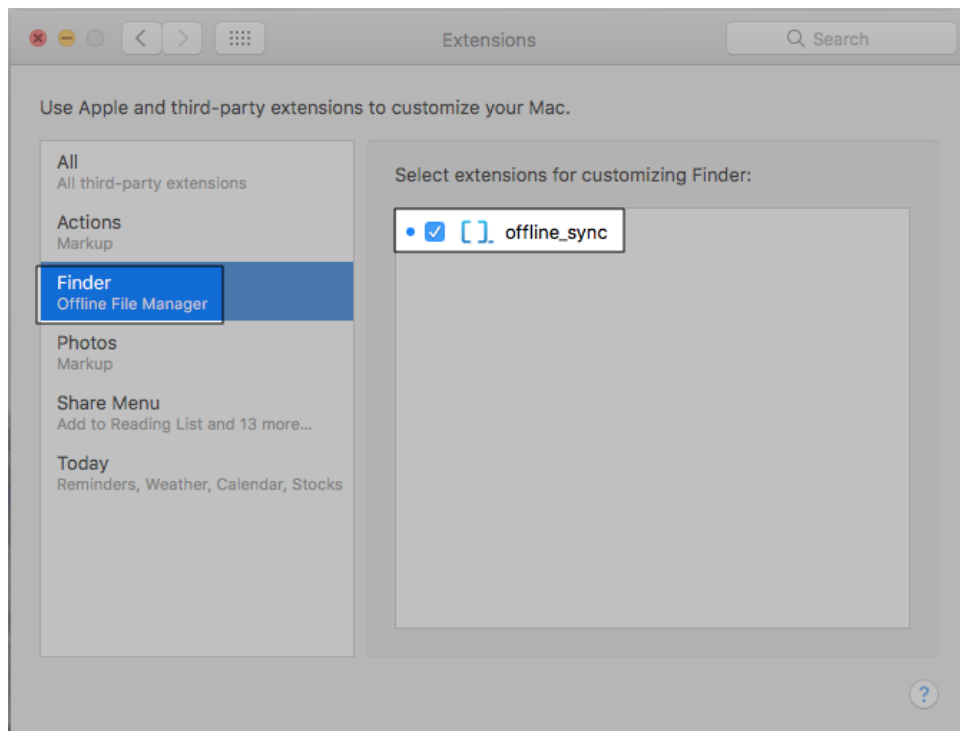 Extensions
Search
Use Apple and third-party extensions to customize your Mac.
All
All third-party extensions
Actions
Markup
Finder
Offline File Manager
Photos
Markup
Share Menu
Add to Reading List and 13 more...
Today
Reminders, Weather, Calendar, Stocks
Select extensions for customizing Finder:
offline_sync
?